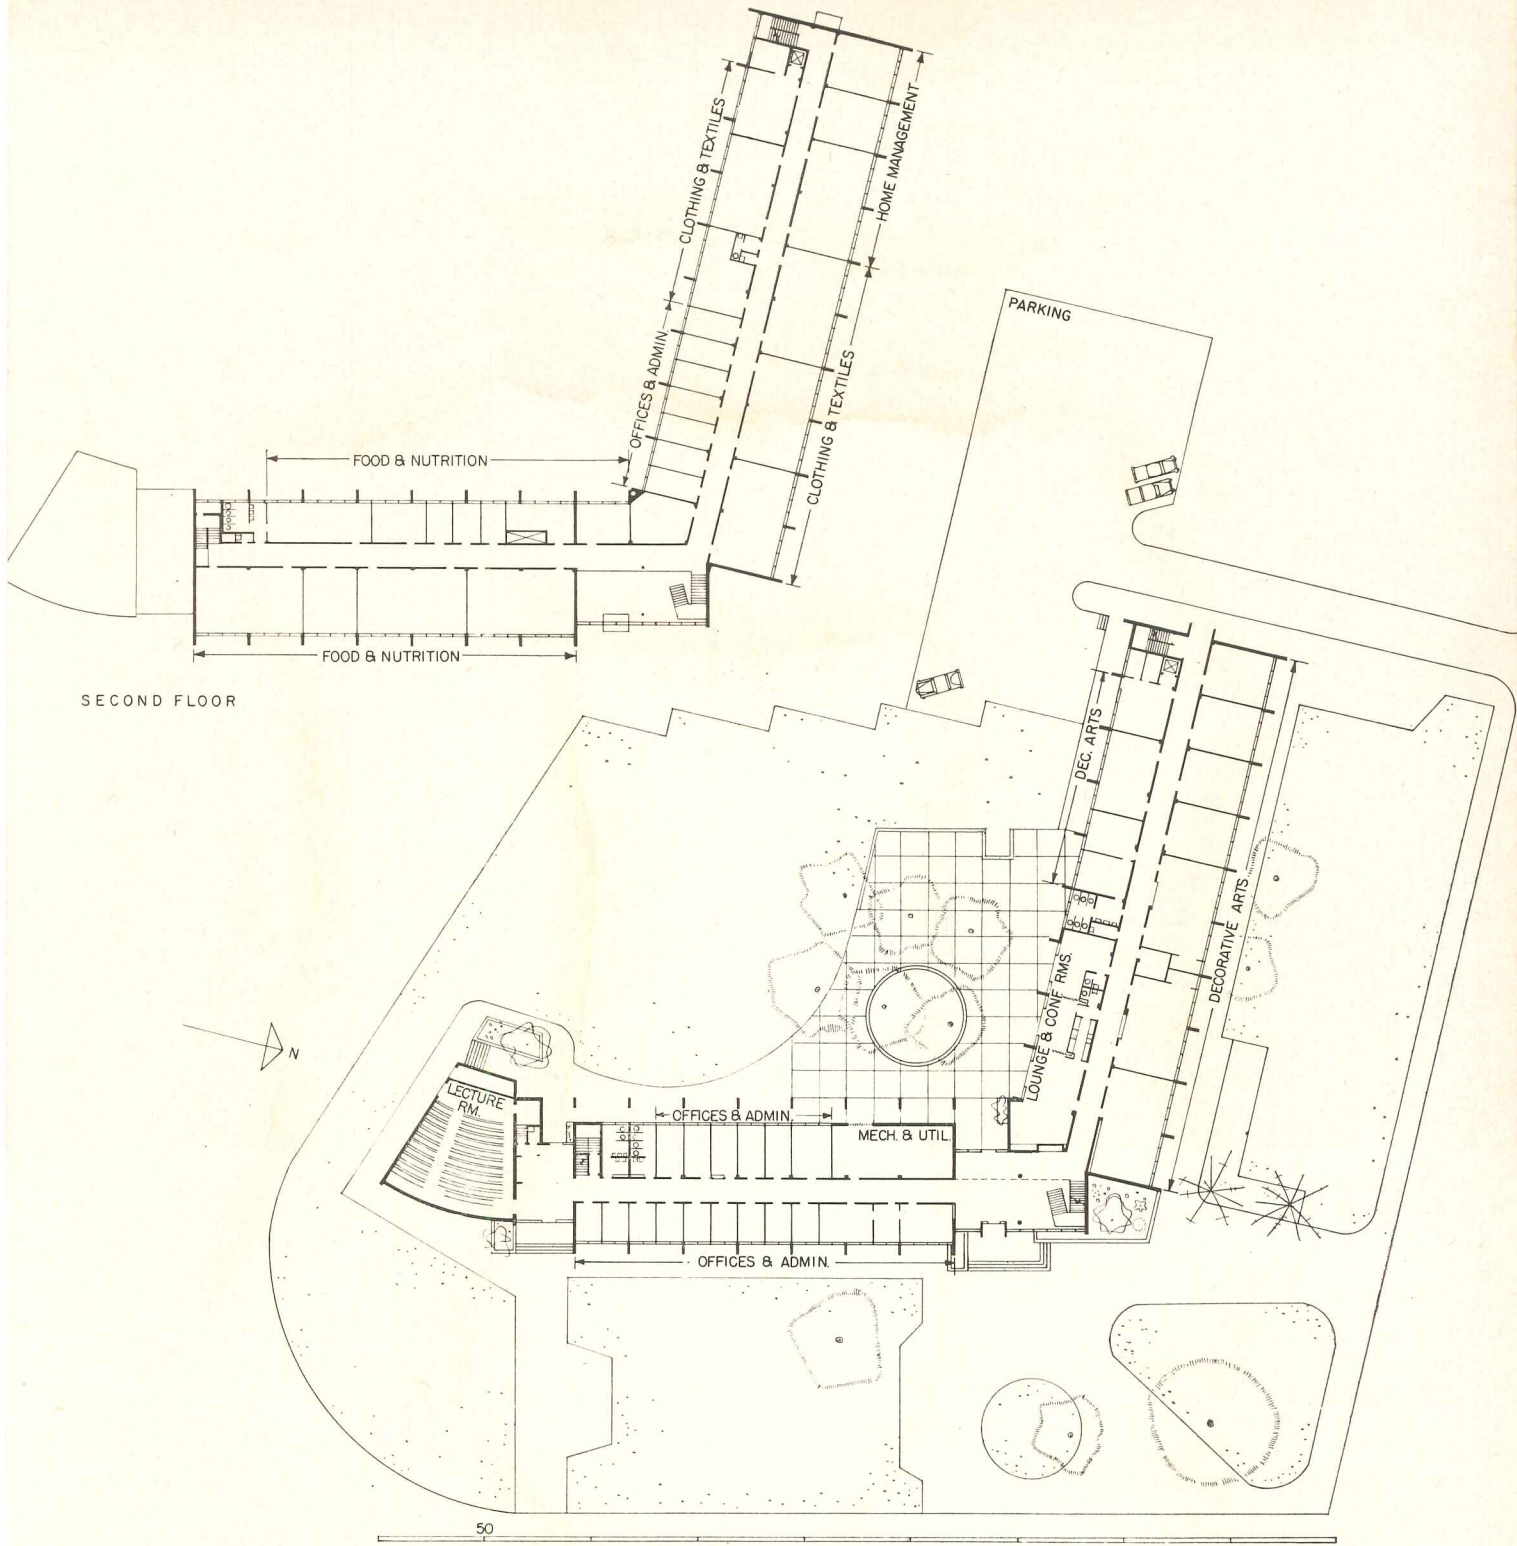 CLOTHING & TEXTILES
HOME MANAGEMENT
OFFICES & ADMIN.
CLOTHING & TEXTILES
FOOD & NUTRITION
FOOD & NUTRITION
SECOND FLOOR
PARKING
DEC. ARTS
DECORATIVE ARTS
LOUNGE & CONF. RMS.
N
LECTURE
RM.
OFFICES & ADMIN.
MECH. & UTIL.
OFFICES & ADMIN.
50